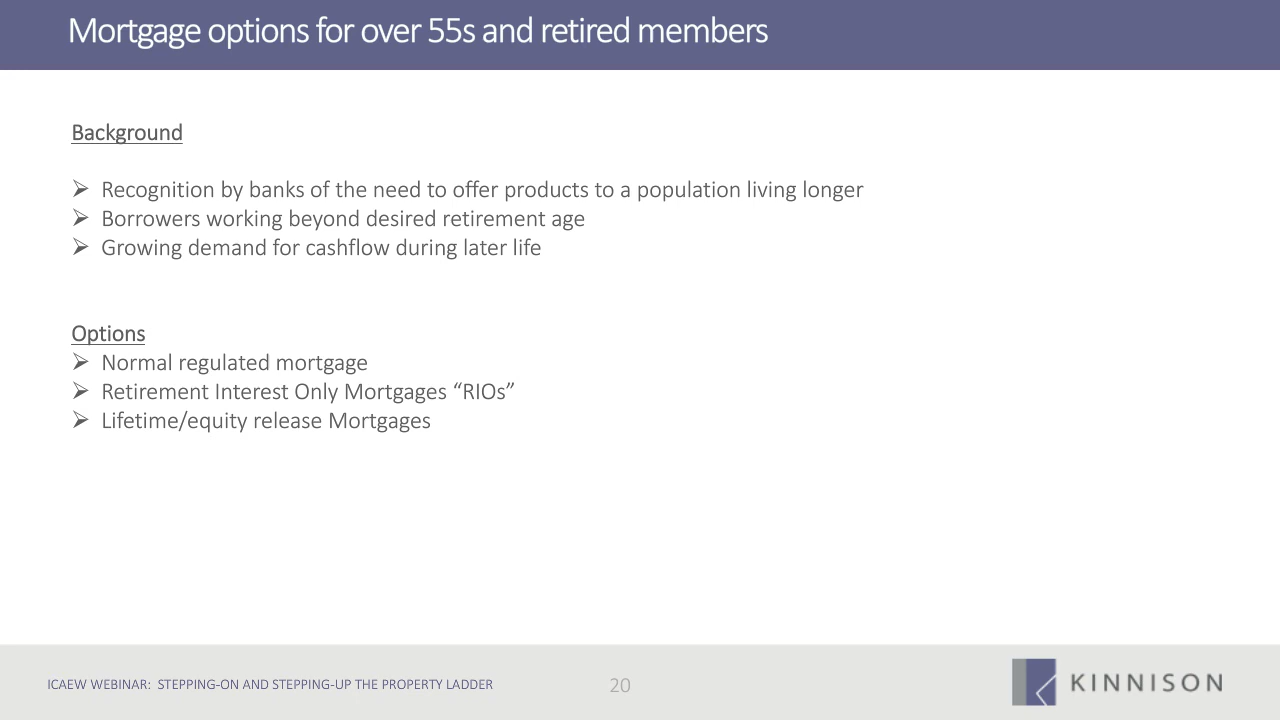 Mortgage options for over 55s and retired members
Background
➢ Recognition by banks of the need to offer products to a population living longer
➢ Borrowers working beyond desired retirement age
➢ Growing demand for cashflow during later life
Options
➢ Normal regulated mortgage
➢ Retirement Interest Only Mortgages “RIOs”
➢ Lifetime/equity release Mortgages
ICAEW WEBINAR: STEPPING-ON AND STEPPING-UP THE PROPERTY LADDER
20
KINNISON